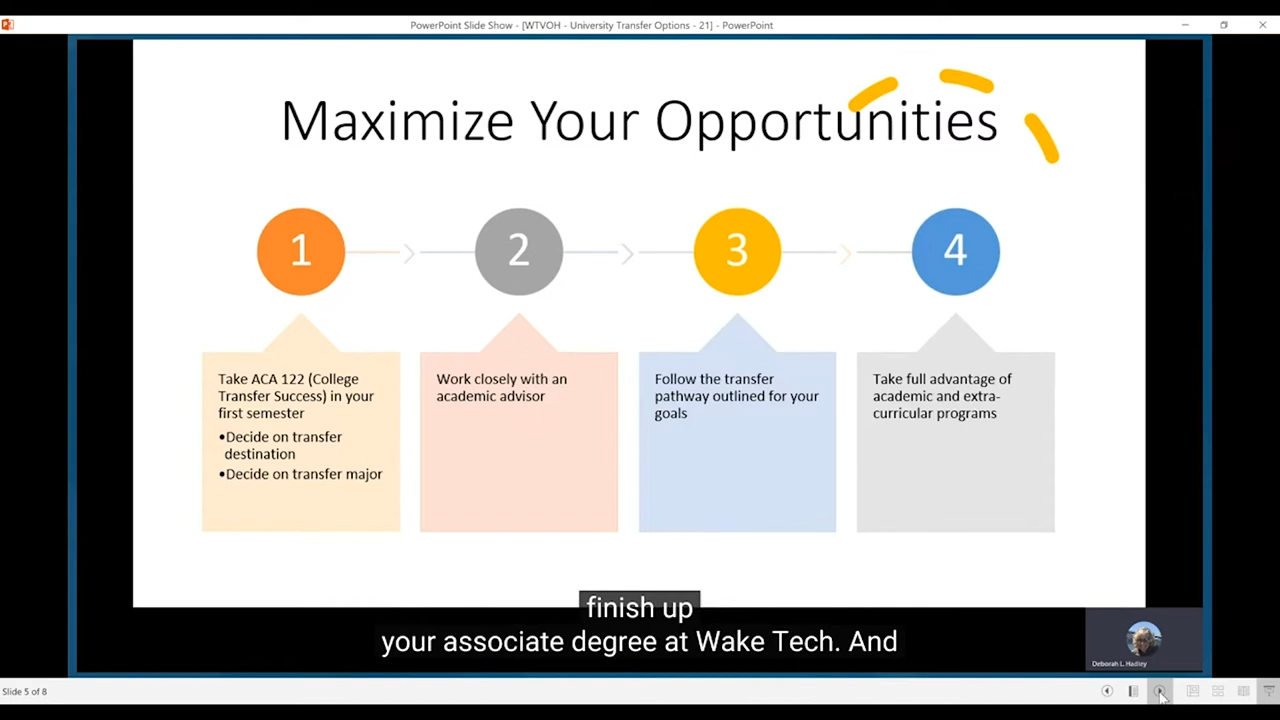 PowerPoint Slide Show - [WTVOH - University Transfer Options - 21] - PowerPoint
Maximize Your Opportunities
1
2
3
4
Take ACA 122 (College
Transfer Success) in your
first semester
•Decide on transfer
destination
•Decide on transfer major
Work closely with an
academic advisor
Follow the transfer
pathway outlined for your
goals
Take full advantage of
academic and extra-
curricular programs
finish up
your associate degree at Wake Tech. And
Deborah L. Hadley
Slide 5 of 8